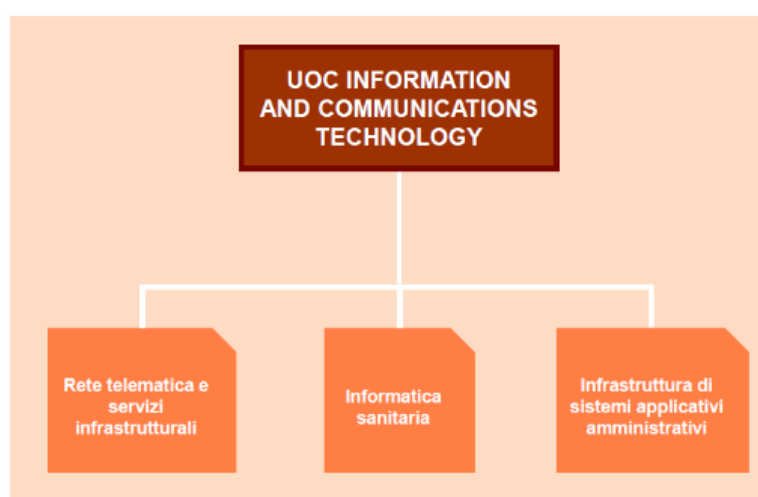 UOC INFORMATION
AND COMMUNICATIONS
TECHNOLOGY
Rete telematica e
servizi
infrastrutturali
Informatica
sanitaria
Infrastruttura di
sistemi applicativi
amministrativi